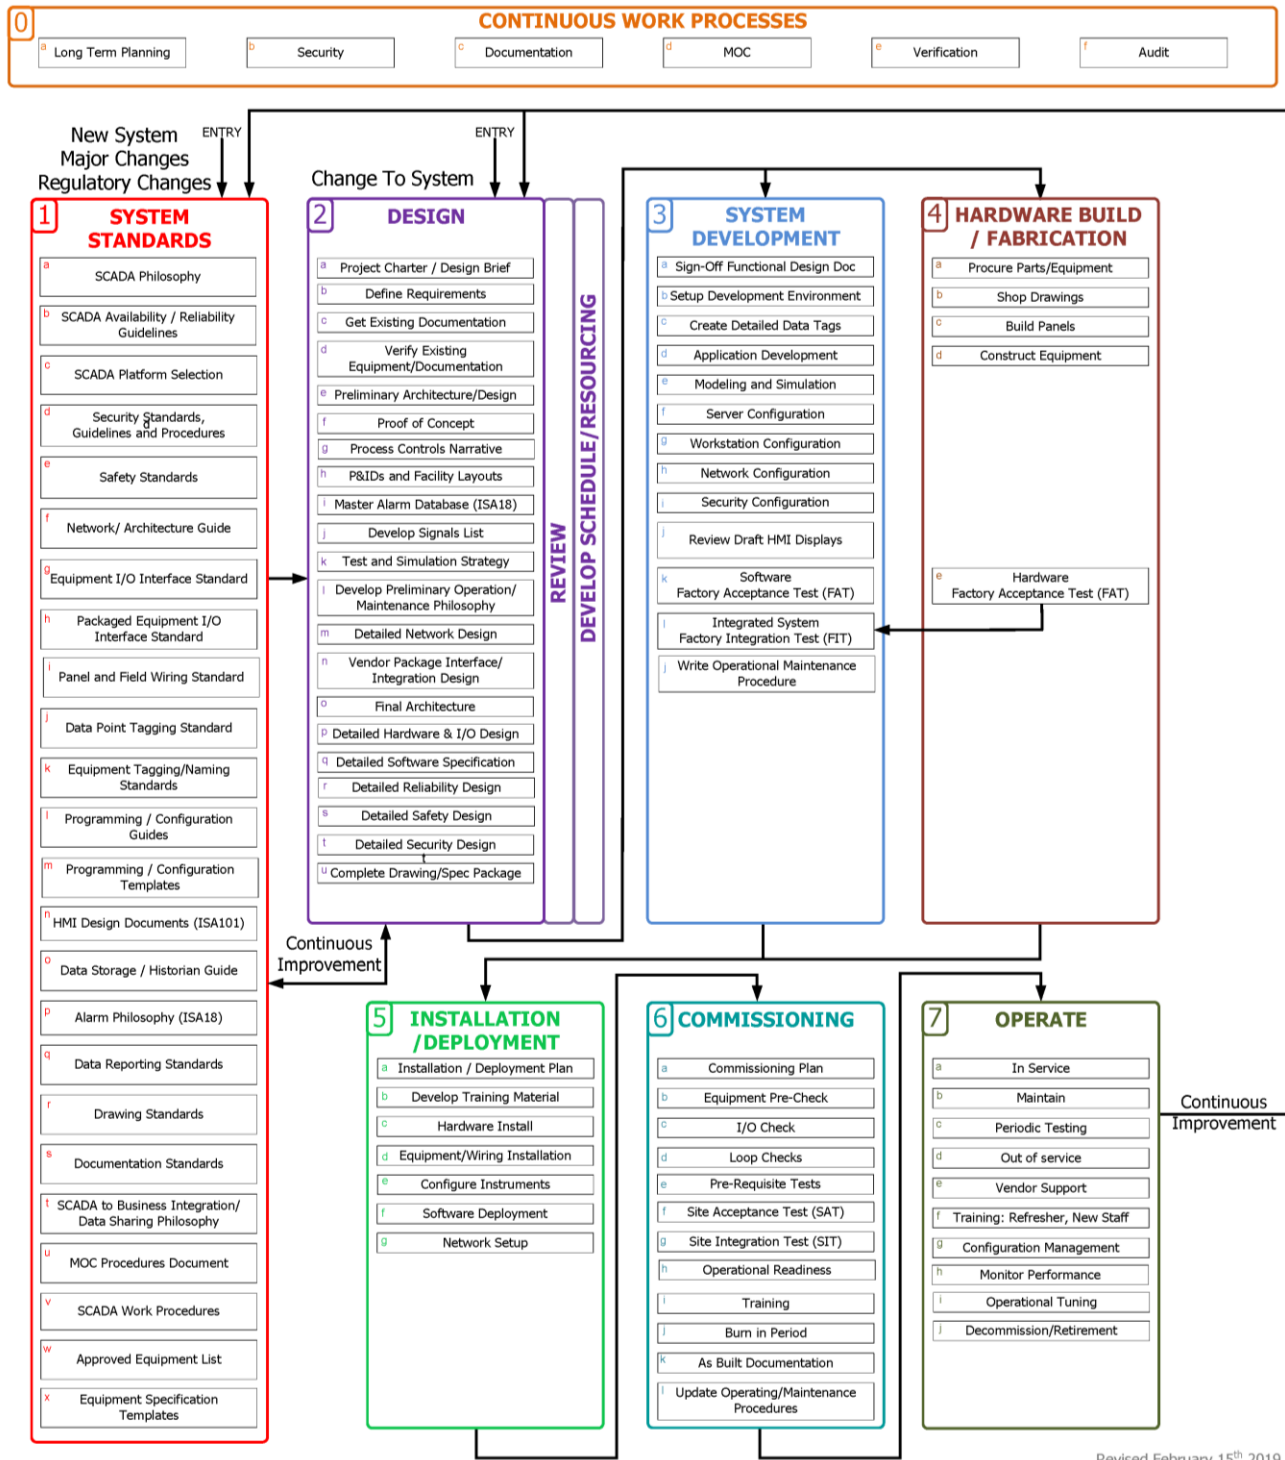 0
CONTINUOUS WORK PROCESSES
a Long Term Planning
b Security
c Documentation
d MOC
e Verification
f Audit
New System
Major Changes
Regulatory Changes
ENTRY
Change To System
ENTRY
1
SYSTEM
STANDARDS
a SCADA Philosophy
b SCADA Availability / Reliability
Guidelines
c SCADA Platform Selection
d Security Standards,
Guidelines and Procedures
d
e Safety Standards
f Network/ Architecture Guide
g Equipment I/O Interface Standard
h Packaged Equipment I/O
Interface Standard
i Panel and Field Wiring Standard
j Data Point Tagging Standard
k Equipment Tagging/Naming
Standards
l Programming / Configuration
Guides
m Programming / Configuration
Templates
n HMI Design Documents (ISA101)
o Data Storage / Historian Guide
p Alarm Philosophy (ISA18)
q Data Reporting Standards
r Drawing Standards
s Documentation Standards
t SCADA to Business Integration/
Data Sharing Philosophy
u MOC Procedures Document
v SCADA Work Procedures
w Approved Equipment List
x Equipment Specification
Templates
2
DESIGN
a Project Charter / Design Brief
b Define Requirements
c Get Existing Documentation
d Verify Existing
Equipment/Documentation
e Preliminary Architecture/Design
f Proof of Concept
g Process Controls Narrative
h P&IDs and Facility Layouts
i Master Alarm Database (ISA18)
j Develop Signals List
k Test and Simulation Strategy
l Develop Preliminary Operation/
Maintenance Philosophy
m Detailed Network Design
n Vendor Package Interface/
Integration Design
o Final Architecture
p Detailed Hardware & I/O Design
q Detailed Software Specification
r Detailed Reliability Design
s Detailed Safety Design
t Detailed Security Design
t
u Complete Drawing/Spec Package
REVIEW
DEVELOP SCHEDULE/RESOURCING
Continuous
Improvement
3
SYSTEM
DEVELOPMENT
a Sign-Off Functional Design Doc
b Setup Development Environment
c Create Detailed Data Tags
d Application Development
e Modeling and Simulation
f Server Configuration
g Workstation Configuration
h Network Configuration
i Security Configuration
j Review Draft HMI Displays
k Software
Factory Acceptance Test (FAT)
l Integrated System
Factory Integration Test (FIT)
j Write Operational Maintenance
Procedure
4
HARDWARE BUILD
/ FABRICATION
a Procure Parts/Equipment
b Shop Drawings
c Build Panels
d Construct Equipment
e Hardware
Factory Acceptance Test (FAT)
5
INSTALLATION
/DEPLOYMENT
a Installation / Deployment Plan
b Develop Training Material
c Hardware Install
d Equipment/Wiring Installation
e Configure Instruments
f Software Deployment
g Network Setup
6
COMMISSIONING
a Commissioning Plan
b Equipment Pre-Check
c I/O Check
d Loop Checks
e Pre-Requisite Tests
f Site Acceptance Test (SAT)
g Site Integration Test (SIT)
h Operational Readiness
i Training
j Burn in Period
k As Built Documentation
l Update Operating/Maintenance
Procedures
7
OPERATE
a In Service
b Maintain
c Periodic Testing
d Out of service
e Vendor Support
f Training: Refresher, New Staff
g Configuration Management
h Monitor Performance
i Operational Tuning
j Decommission/Retirement
Continuous
Improvement
Revised February 15th 2019